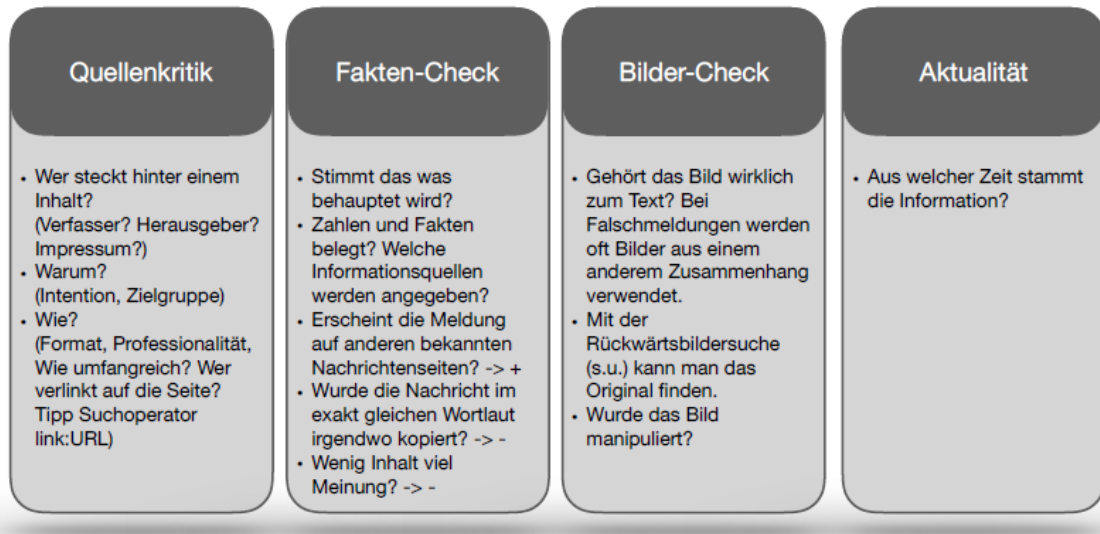 Quellenkritik
• Wer steckt hinter einem
Inhalt?
(Verfasser? Herausgeber?
Impressum?)
• Warum?
(Intention, Zielgruppe)
• Wie?
(Format, Professionalität,
Wie umfangreich? Wer
verlinkt auf die Seite?
Tipp Suchoperator
link:URL)
Fakten-Check
• Stimmt das was
behauptet wird?
• Zahlen und Fakten
belegt? Welche
Informationsquellen
werden angegeben?
• Erscheint die Meldung
auf anderen bekannten
Nachrichtenseiten? -> +
• Wurde die Nachricht im
exakt gleichen Wortlaut
irgendwo kopiert? -> -
• Wenig Inhalt viel
Meinung? -> -
Bilder-Check
• Gehört das Bild wirklich
zum Text? Bei
Falschmeldungen werden
oft Bilder aus einem
anderem Zusammenhang
verwendet.
• Mit der
Rückwärtsbildersuche
(s.u.) kann man das
Original finden.
• Wurde das Bild
manipuliert?
Aktualität
• Aus welcher Zeit stammt
die Information?